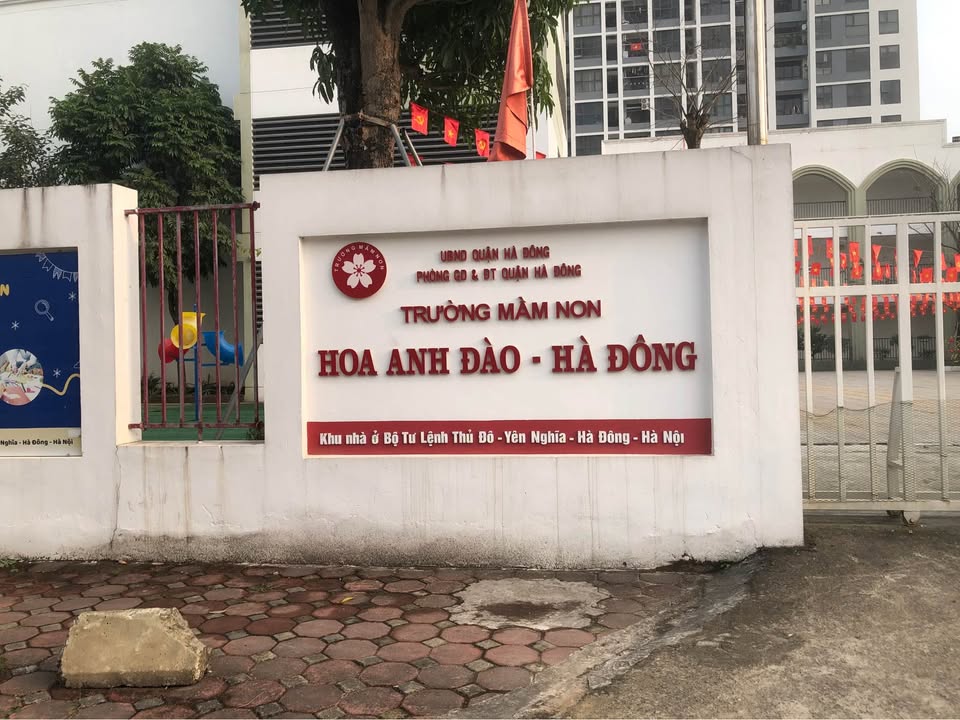 TRƯỜNG MẦM NON
UBND QUẬN HÀ ĐÔNG
PHÒNG GD & ĐT QUẬN HÀ ĐÔNG
TRƯỜNG MẦM NON
HOA ANH ĐÀO - HÀ ĐÔNG
Khu nhà ở Bộ Tư Lệnh Thủ Đô - Yên Nghĩa - Hà Đông - Hà Nội
Nghĩa - Hà Đông - Hà Nội